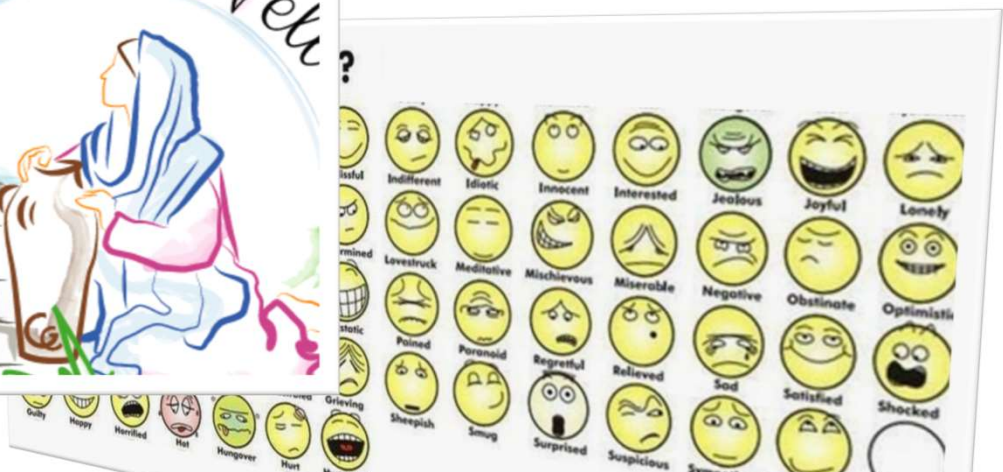 ?
Indifferent Idiotic Innocent Interested Jealous Joyful Lonely
Lovestruck Meditative Mischievous Miserable Negative Obstinate Optimisti
Pained Paranoid Regretful Relieved Sad Satisfied Shocked
Grieving Sheepish Smug Surprised Suspicious
Guilty Happy Horrified Hot Hungover Hurt